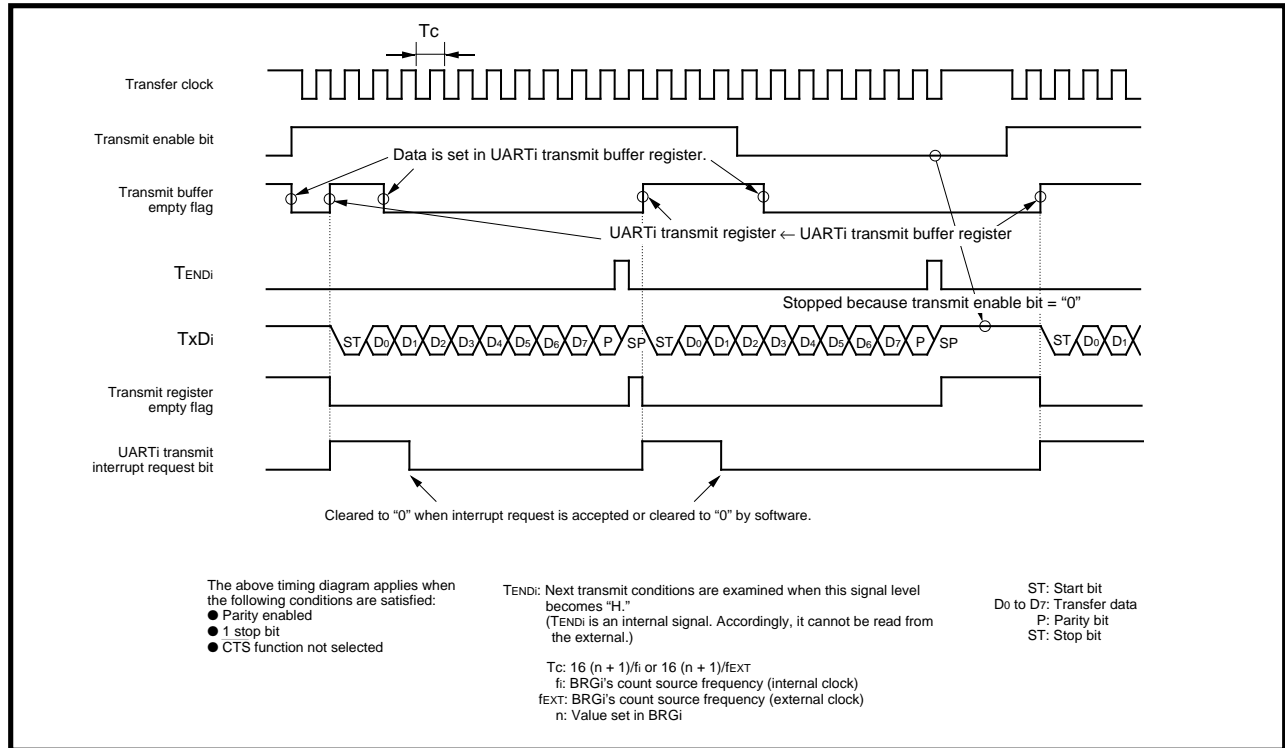 Tc
Transfer clock
Transmit enable bit
Data is set in UARTi transmit buffer register.
Transmit buffer
empty flag
UARTi transmit register ← UARTi transmit buffer register
TENDi
Stopped because transmit enable bit = “0”
TxDi
ST D0 D1 D2 D3 D4 D5 D6 D7 P SP ST D0 D1 D2 D3 D4 D5 D6 D7 P SP ST D0 D1
Transmit register
empty flag
UARTi transmit
interrupt request bit
Cleared to “0” when interrupt request is accepted or cleared to “0” by software.
The above timing diagram applies when
the following conditions are satisfied:
● Parity enabled
● 1 stop bit
● CTS function not selected
TENDi: Next transmit conditions are examined when this signal level
becomes “H.”
(TENDi is an internal signal. Accordingly, it cannot be read from
the external.)
Tc: 16 (n + 1)/fi or 16 (n + 1)/fEXT
fi: BRGi’s count source frequency (internal clock)
fEXT: BRGi’s count source frequency (external clock)
n: Value set in BRGi
ST: Start bit
D0 to D7: Transfer data
P: Parity bit
ST: Stop bit